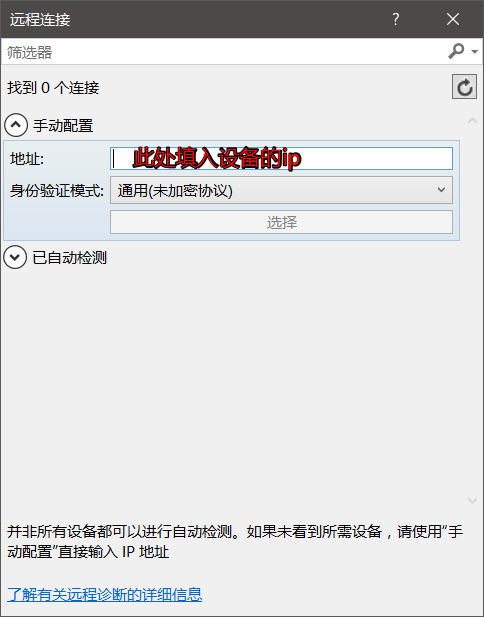 远程连接
?
筛选器
找到 0 个连接
手动配置
地址:
此处填入设备的ip
身份验证模式:
通用(未加密协议)
选择
已自动检测
并非所有设备都可以进行自动检测。如果未看到所需设备，请使用“手
动配置”直接输入 IP 地址
了解有关远程诊断的详细信息